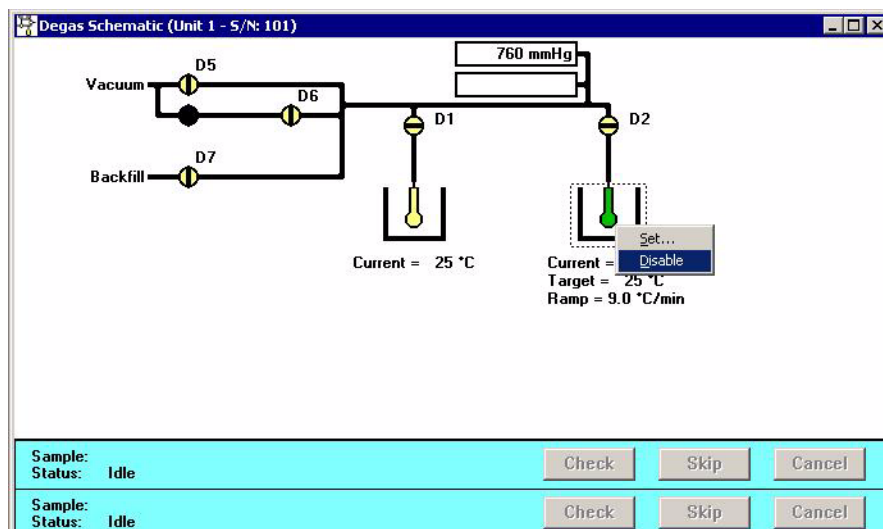 Degas Schematic (Unit 1 - S/N: 101)
760 mmHg
D5
Vacuum
D6
D1
D2
D7
Backfill
Set...
Disable
Current = 25 °C
Current =
Target = 25 °C
Ramp = 9.0 °C/min
Sample:
Status: Idle
Check Skip Cancel
Sample:
Status: Idle
Check Skip Cancel